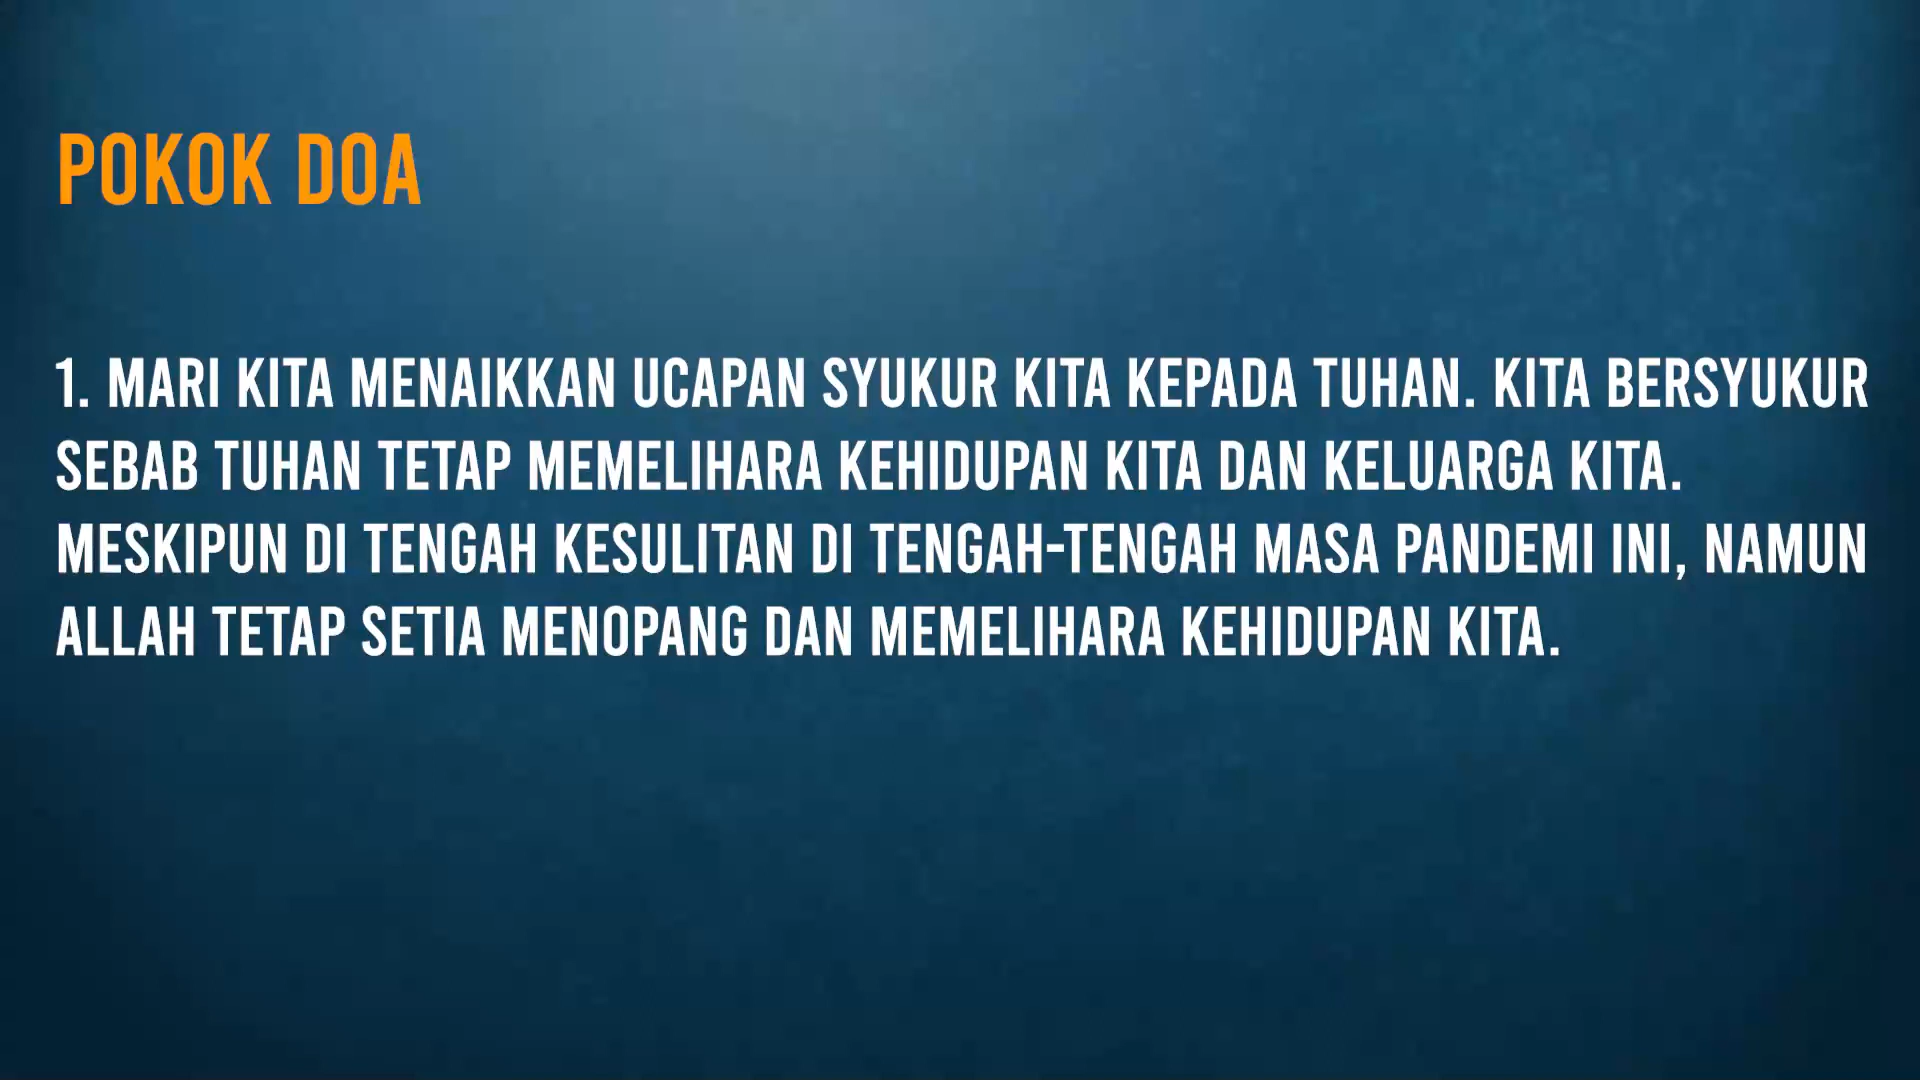 POKOK DOA
1. MARI KITA MENAIKKAN UCAPAN SYUKUR KITA KEPADA TUHAN. KITA BERSYUKUR
SEBAB TUHAN TETAP MEMELIHARA KEHIDUPAN KITA DAN KELUARGA KITA.
MESKIPUN DI TENGAH KESULITAN DI TENGAH-TENGAH MASA PANDEMI INI, NAMUN
ALLAH TETAP SETIA MENOPANG DAN MEMELIHARA KEHIDUPAN KITA.